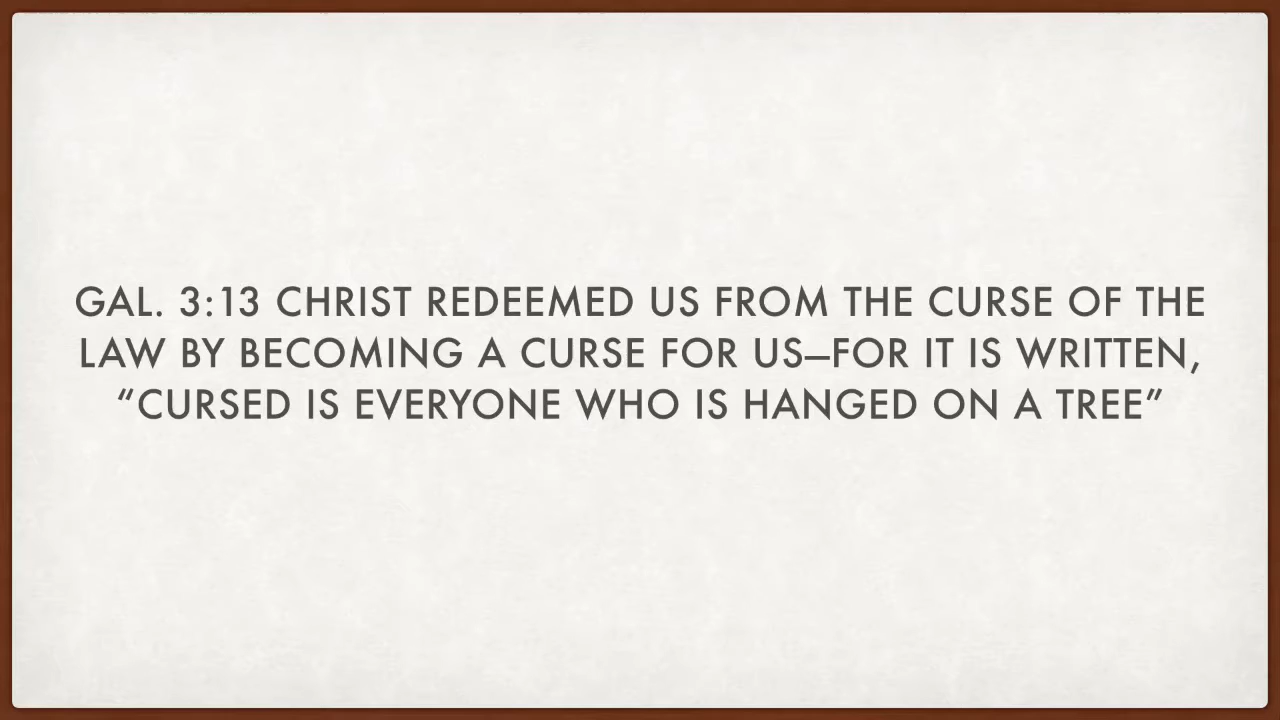 GAL. 3:13 CHRIST REDEEMED US FROM THE CURSE OF THE
LAW BY BECOMING A CURSE FOR US—FOR IT IS WRITTEN,
“CURSED IS EVERYONE WHO IS HANGED ON A TREE”